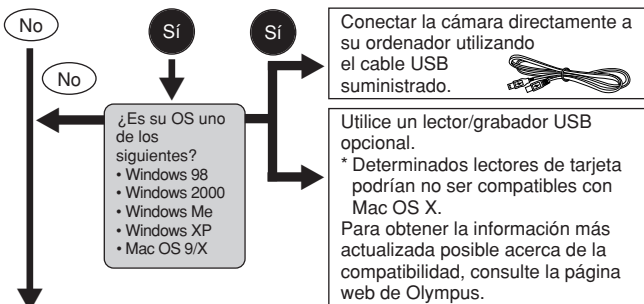 No
Sí
Sí
No
¿Es su OS uno
de los
siguientes?
• Windows 98
• Windows 2000
• Windows Me
• Windows XP
• Mac OS 9/X
Conectar la cámara directamente a
su ordenador utilizando
el cable USB
suministrado.
Utilice un lector/grabador USB
opcional.
* Determinados lectores de tarjeta
podrían no ser compatibles con
Mac OS X.
Para obtener la información más
actualizada posible acerca de la
compatibilidad, consulte la página
web de Olympus.